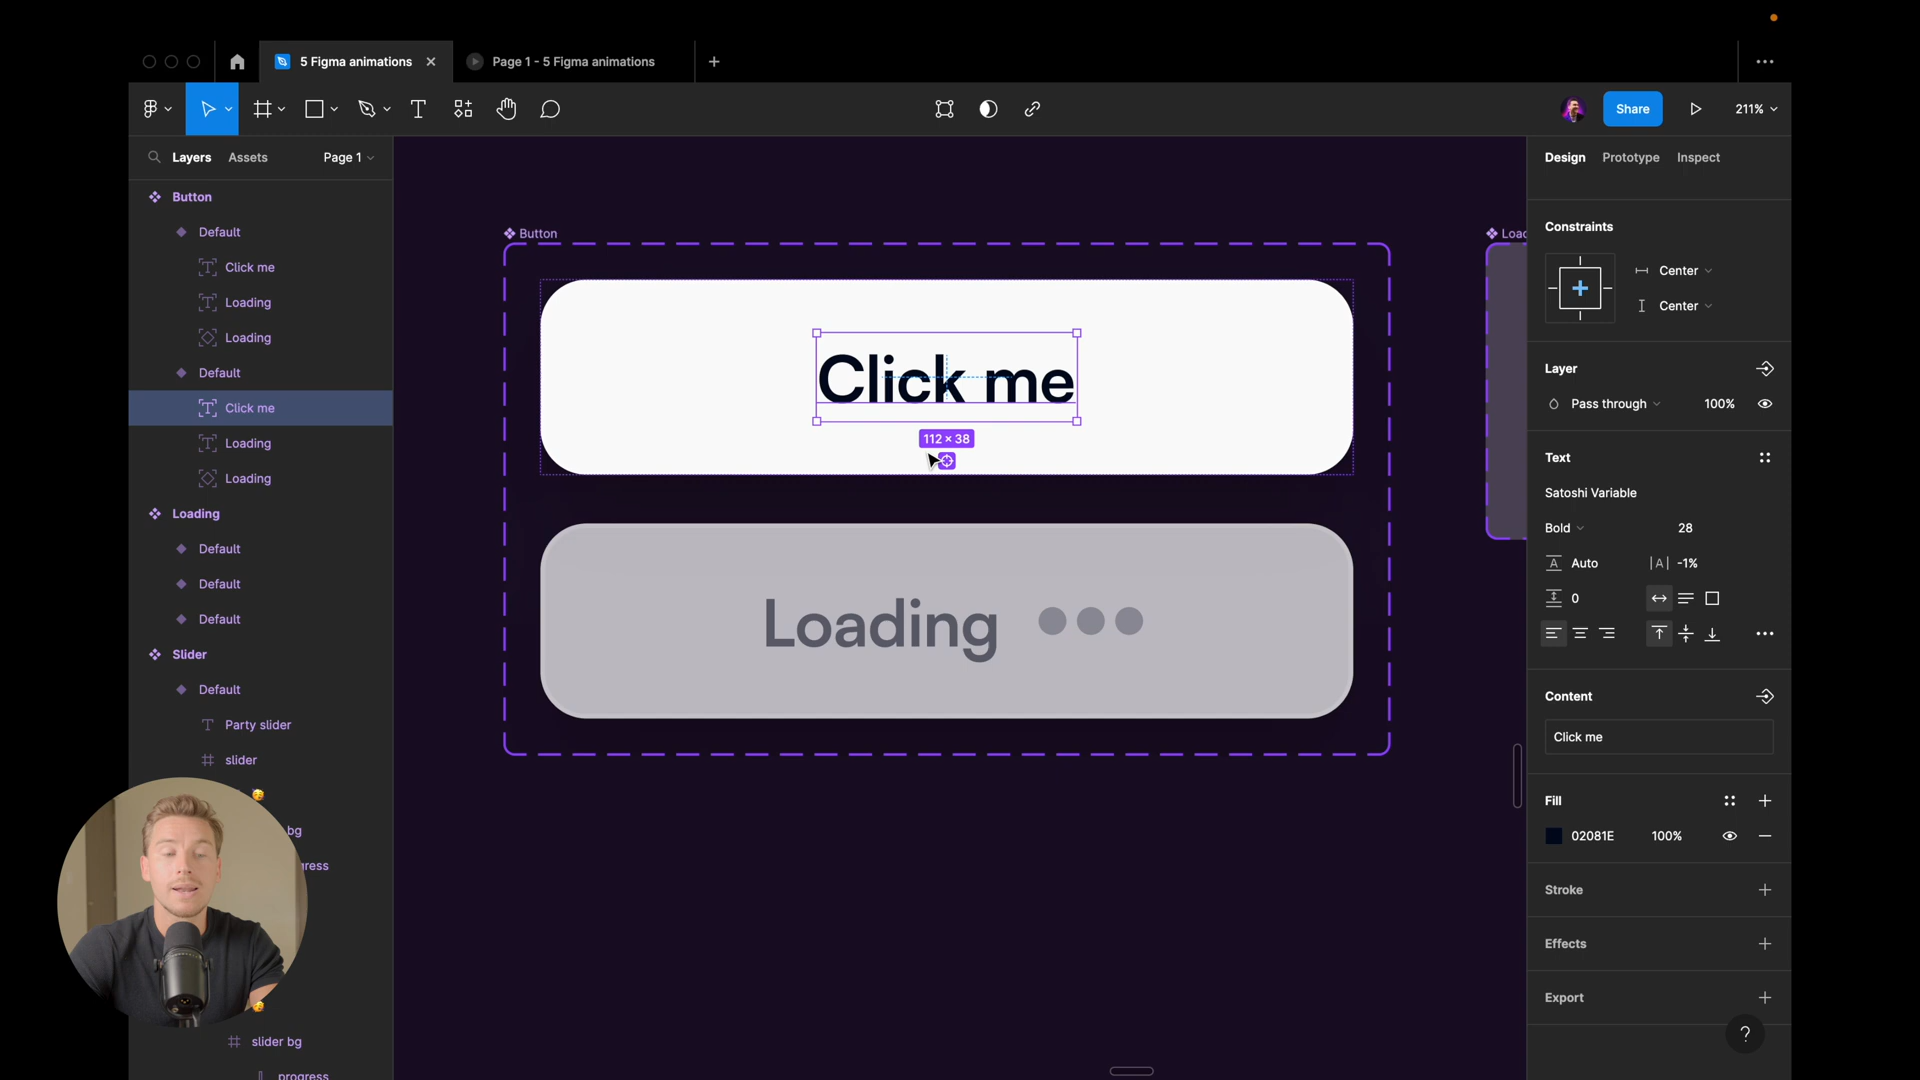 5 Figma animations
Page 1 - 5 Figma animations
Share
211%
Layers
Assets
Page 1
Button
Default
Click me
Loading
Loading
Default
Click me
Loading
Loading
Loading
Default
Default
Default
Slider
Default
Party slider
slider
bg
gress
slider bg
progress
Button
Click me
112 × 38
Loading
Loac
Design
Prototype
Inspect
Constraints
Center
Center
Layer
Pass through
100%
Text
Satoshi Variable
Bold
28
Auto
-1%
0
Content
Click me
Fill
02081E
100%
Stroke
Effects
Export
?